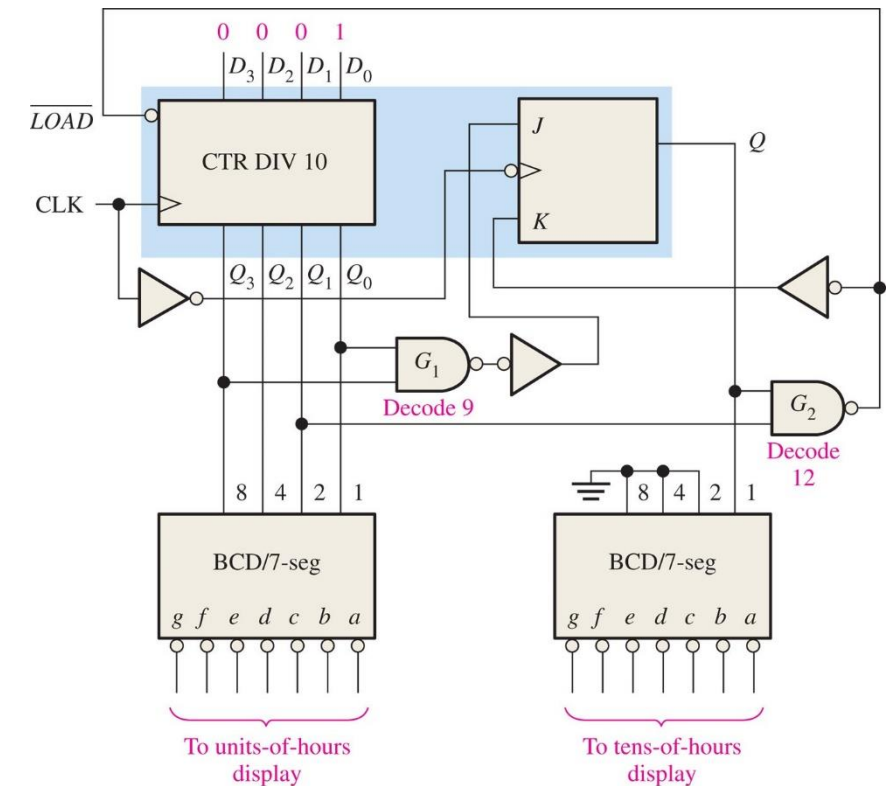 0 0 0 1
D3 D2 D1 D0
LOAD
CTR DIV 10
CLK
J
K
Q
Q3 Q2 Q1 Q0
G1
Decode 9
G2
Decode
12
8 4 2 1
8 4 2 1
BCD/7-seg
BCD/7-seg
g f e d c b a
g f e d c b a
To units-of-hours
display
To tens-of-hours
display